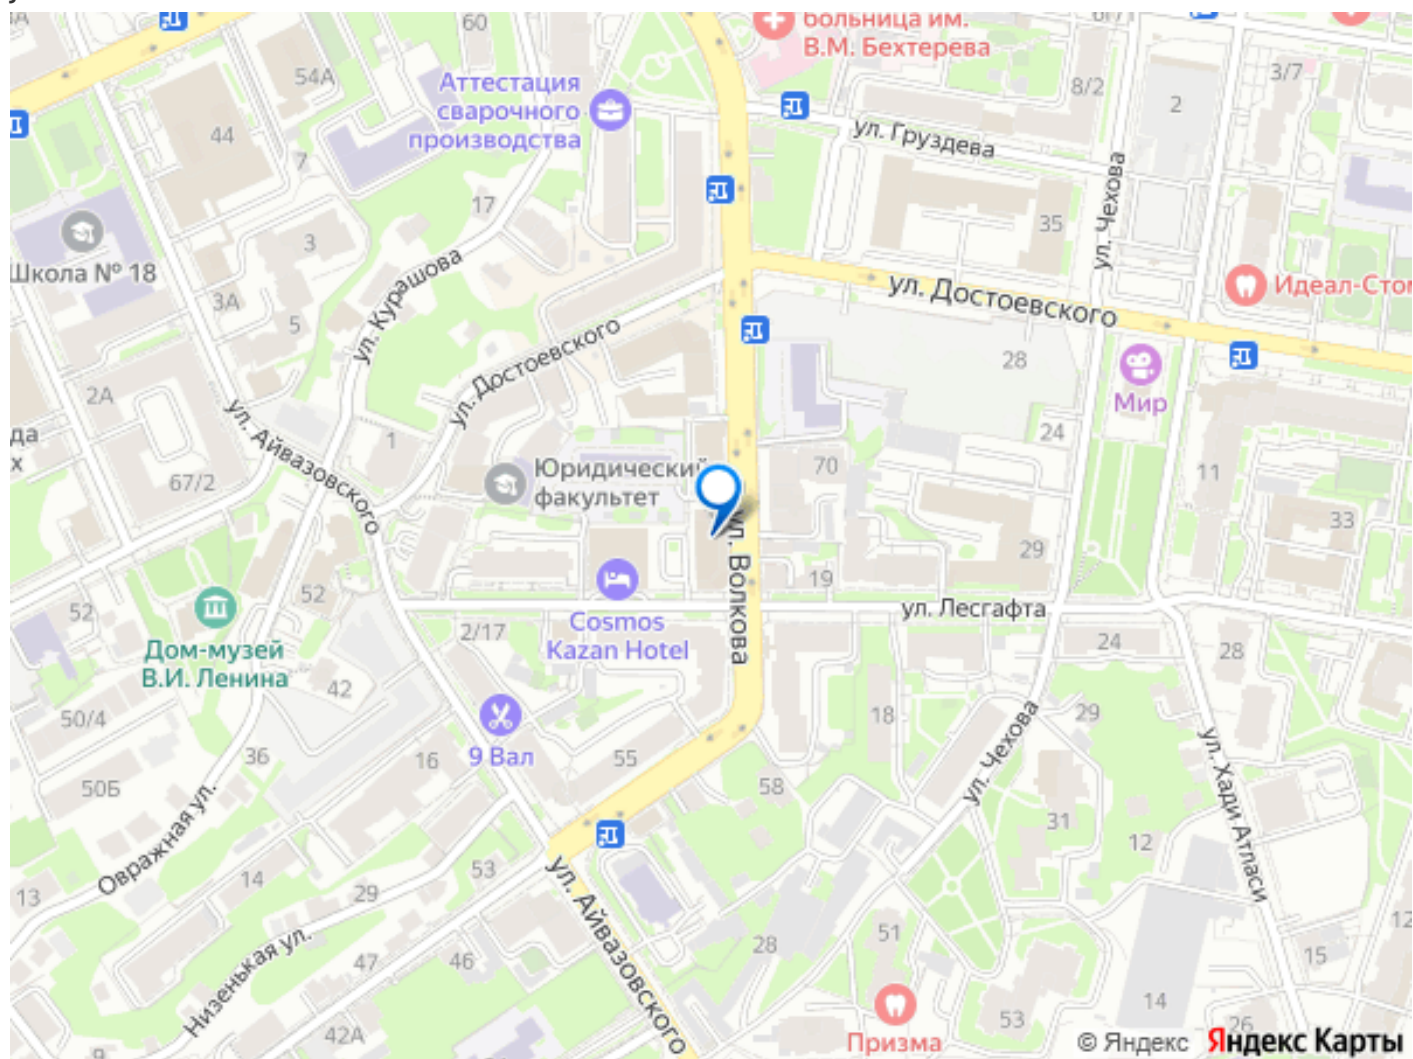 60
больница им.
В.М. Бехтерева
54А
Аттестация
сварочного
производства
8/2
3/7
2
44
ул. Груздева
7
17
ул. Чехова
35
3
Школа № 18
ул. Курашова
ул. Достоевского
Идеал-Стом
3А
5
ул. Достоевского
28
2А
Мир
ул. Айвазовского
1
24
да
х
67/2
Юридический
факультет
70
11
33
ул. Волкова
29
19
52
52
Cosmos
Kazan Hotel
ул. Лесгафта
2/17
Дом-музей
В.И. Ленина
24
28
42
50/4
18
29
ул. Чехова
36
16
9 Вал
55
58
ул. Хади Атласи
50Б
Овражная ул.
31
12
53
14
29
13
ул. Айвазовского
Низенькая ул.
51
28
12
47
46
15
14
53
42А
26
9
Призма
© Яндекс
Яндекс Карты